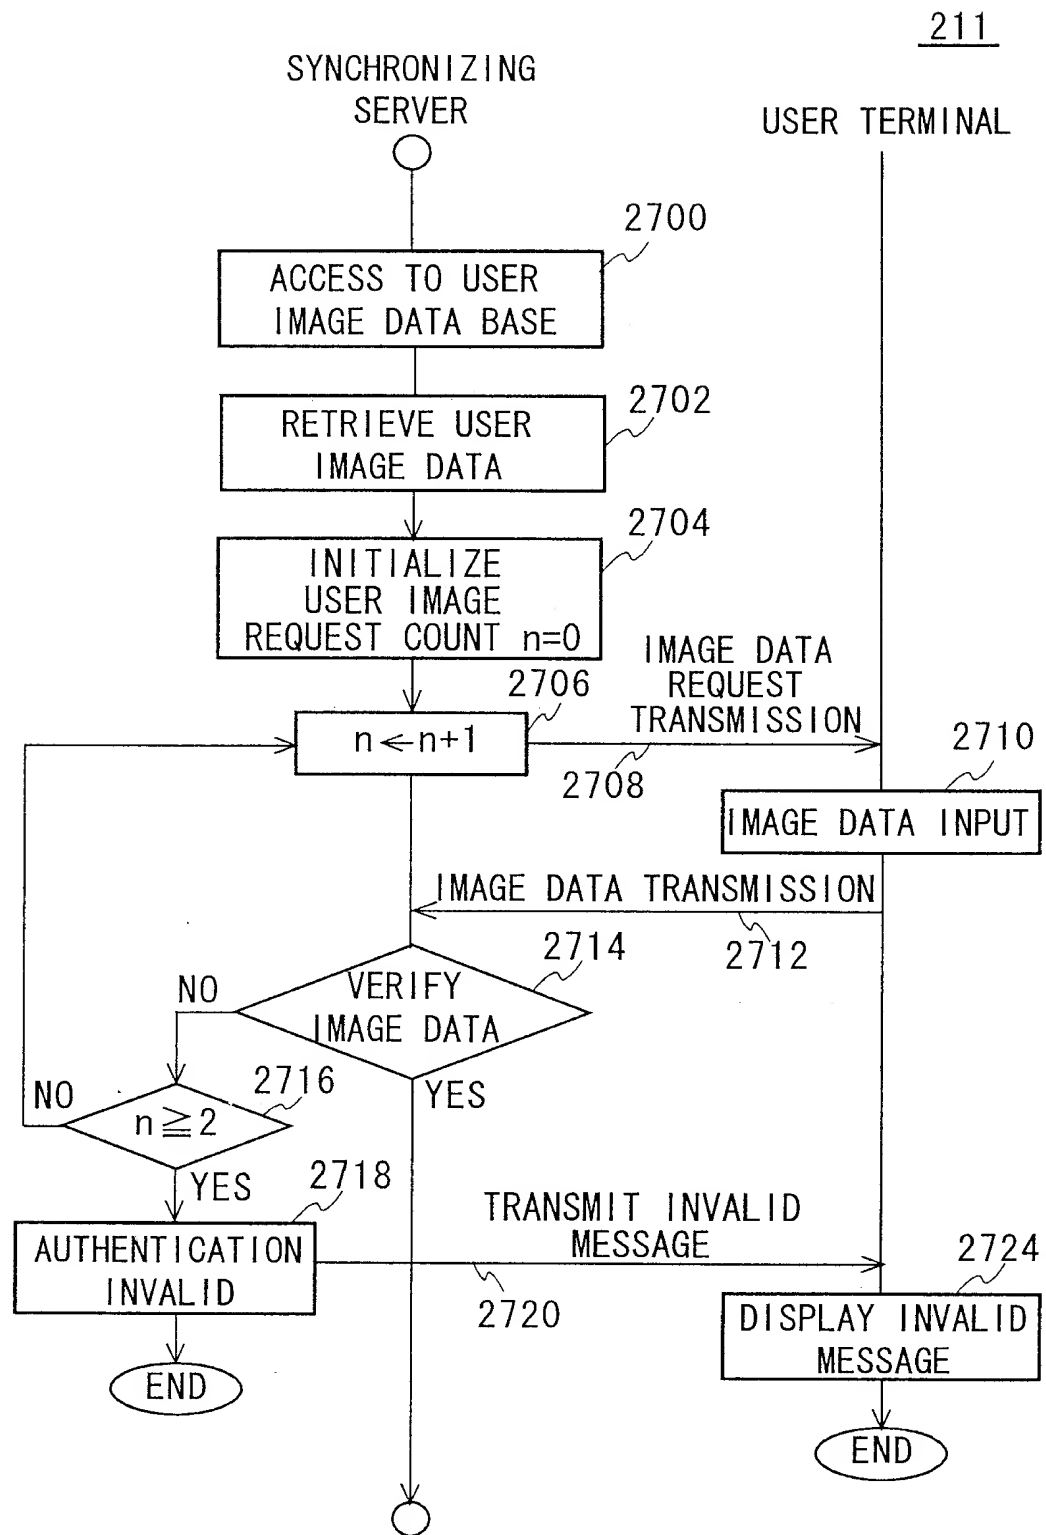 211
SYNCHRONIZING
SERVER
USER TERMINAL
2700
ACCESS TO USER
IMAGE DATA BASE
2702
RETRIEVE USER
IMAGE DATA
2704
INITIALIZE
USER IMAGE
REQUEST COUNT n=0
IMAGE DATA
REQUEST
TRANSMISSION
2706
n←n+1
2708
2710
IMAGE DATA INPUT
IMAGE DATA TRANSMISSION
2712
2714
VERIFY
IMAGE DATA
NO
YES
2716
n≧2
NO
YES
2718
AUTHENTICATION
INVALID
TRANSMIT INVALID
MESSAGE
2720
2724
DISPLAY INVALID
MESSAGE
END
END